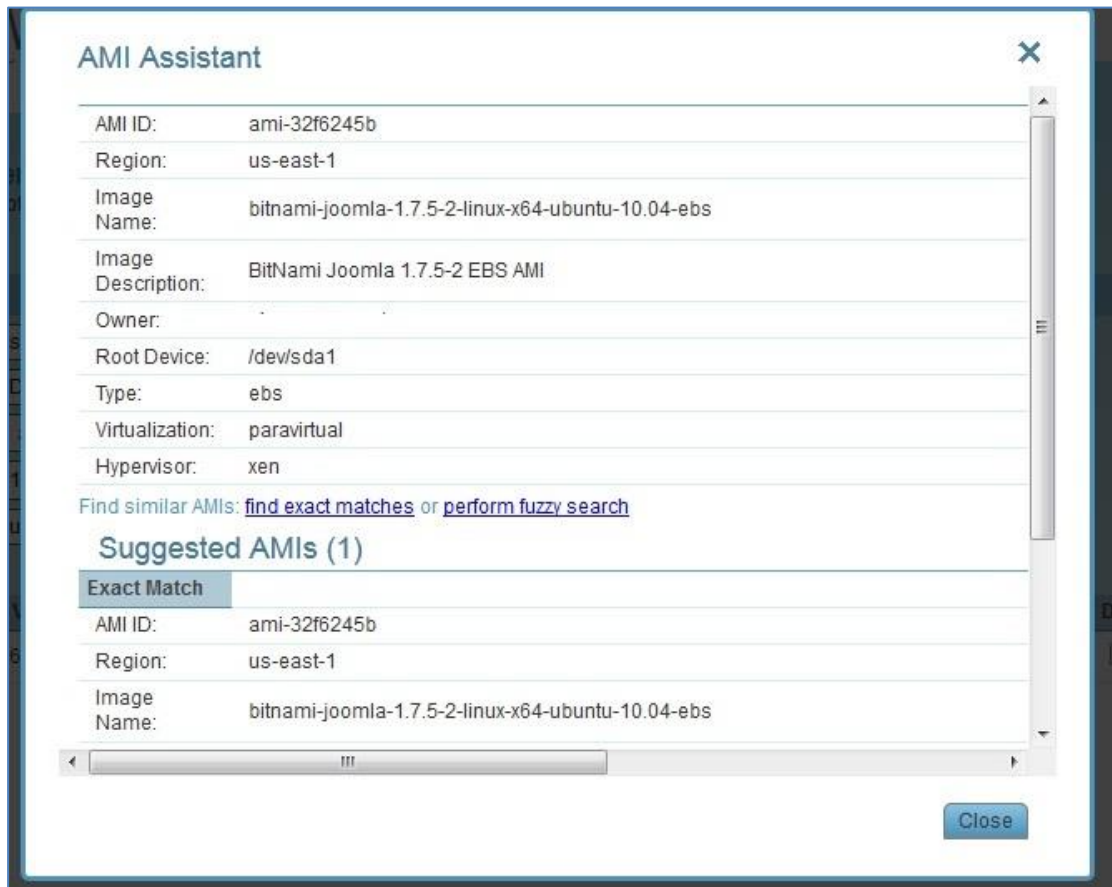 AMI Assistant
AMI ID: ami-32f6245b
Region: us-east-1
Image
Name: bitnami-joomla-1.7.5-2-linux-x64-ubuntu-10.04-ebs
Image
Description: BitNami Joomla 1.7.5-2 EBS AMI
Owner:
Root Device: /dev/sda1
Type: ebs
Virtualization: paravirtual
Hypervisor: xen
Find similar AMIs: find exact matches or perform fuzzy search
Suggested AMIs (1)
Exact Match
AMI ID: ami-32f6245b
Region: us-east-1
Image
Name: bitnami-joomla-1.7.5-2-linux-x64-ubuntu-10.04-ebs
Close